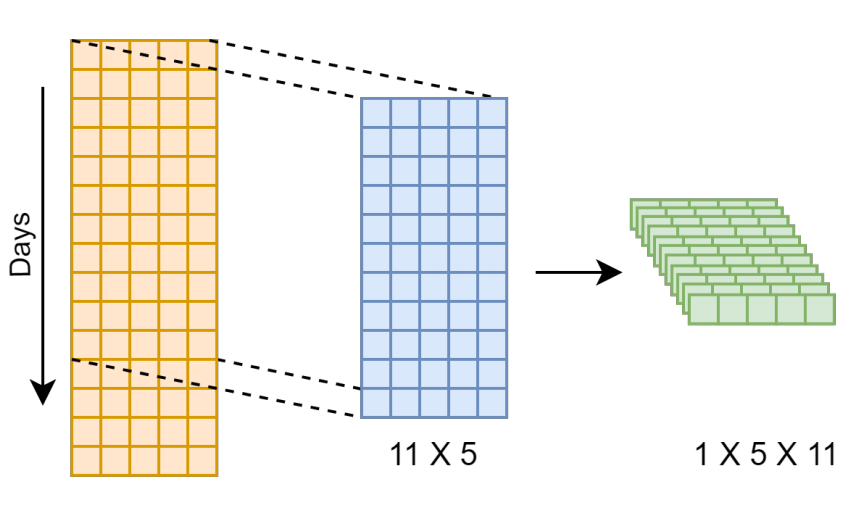 Days
11 X 5
1 X 5 X 11